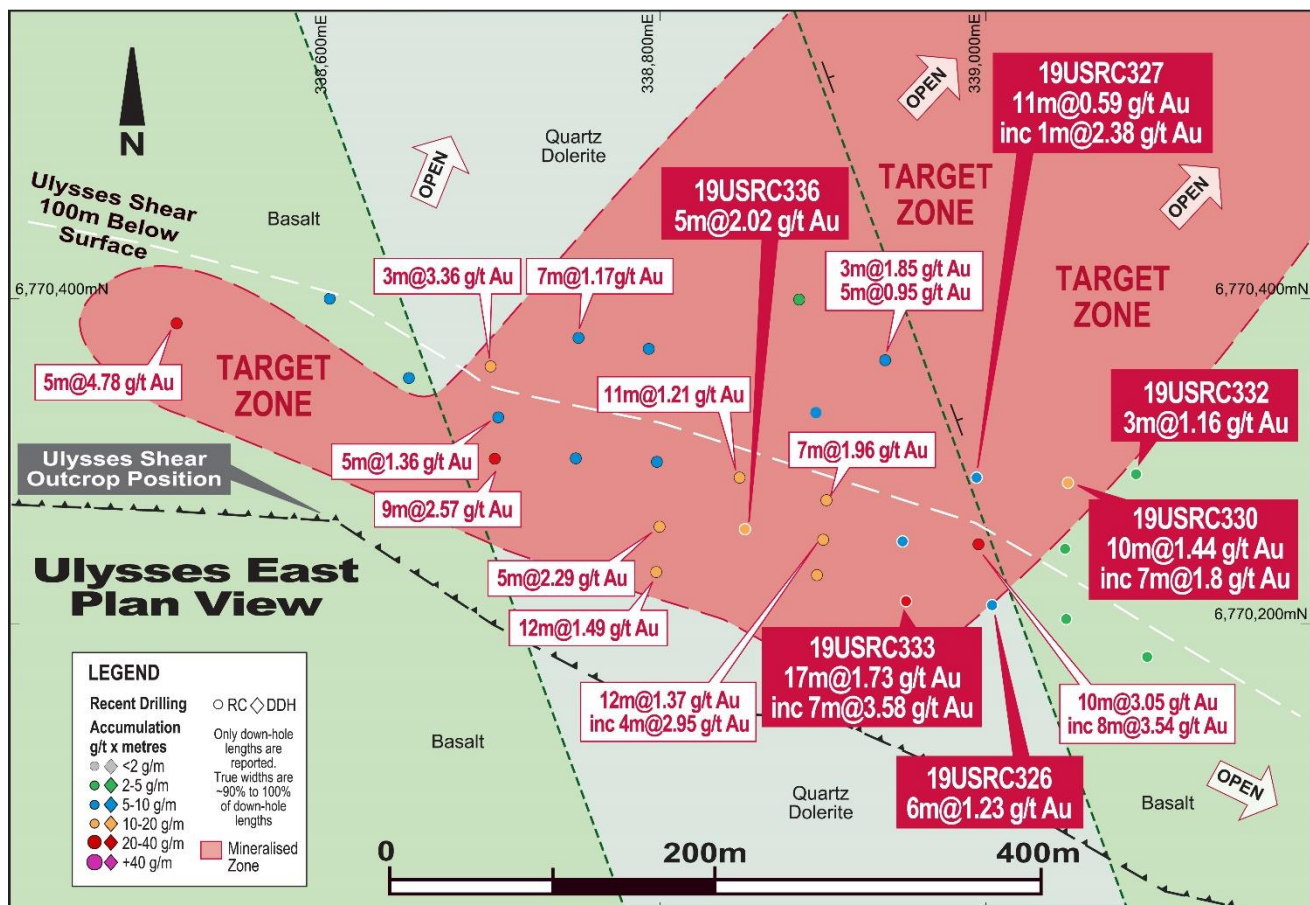 338,600mE
338,800mE
339,000mE
N
Ulysses Shear
100m Below
Surface
Basalt
Quartz
Dolerite
OPEN
OPEN
OPEN
19USRC327
11m@0.59 g/t Au
inc 1m@2.38 g/t Au
TARGET
ZONE
19USRC336
5m@2.02 g/t Au
TARGET
ZONE
3m@3.36 g/t Au
7m@1.17g/t Au
3m@1.85 g/t Au
5m@0.95 g/t Au
6,770,400mN
6,770,400mN
TARGET
ZONE
5m@4.78 g/t Au
11m@1.21 g/t Au
19USRC332
3m@1.16 g/t Au
7m@1.96 g/t Au
5m@1.36 g/t Au
Ulysses Shear
Outcrop Position
9m@2.57 g/t Au
19USRC330
10m@1.44 g/t Au
inc 7m@1.8 g/t Au
Ulysses East
Plan View
5m@2.29 g/t Au
12m@1.49 g/t Au
6,770,200mN
19USRC333
17m@1.73 g/t Au
inc 7m@3.58 g/t Au
12m@1.37 g/t Au
inc 4m@2.95 g/t Au
10m@3.05 g/t Au
inc 8m@3.54 g/t Au
19USRC326
6m@1.23 g/t Au
Basalt
Quartz
Dolerite
Basalt
OPEN
LEGEND
Recent Drilling
Accumulation
g/t x metres
<2 g/m
2-5 g/m
5-10 g/m
10-20 g/m
20-40 g/m
+40 g/m
RC DDH
Only down-hole
lengths are
reported.
True widths are
~90% to 100%
of down-hole
lengths
Mineralised
Zone
0
200m
400m